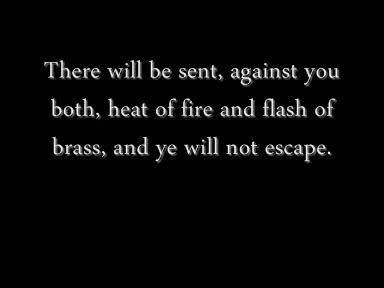 There will be sent, against you
both, heat of fire and flash of
brass, and ye will not escape.